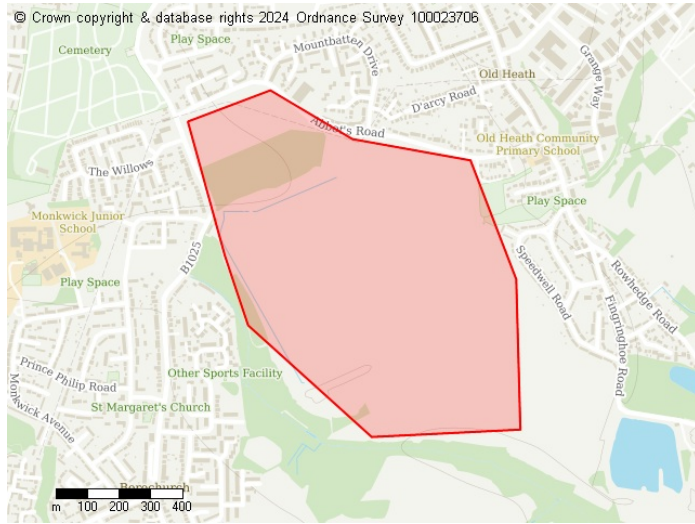 © Crown copyright & database rights 2024 Ordnance Survey 100023706
Play Space
Cemetery
Mountbatten Drive
Grange Way
Old Heath
D'arcy Road
Abbot's Road
Old Heath Community
Primary School
The Willows
Play Space
Monkwick Junior
School
B1025
Speedwell Road
Rowhedge Road
Play Space
Fingringhoe Road
Other Sports Facility
Prince Philip Road
Monkwick Avenue
St Margaret's Church
Berechurch
m 100 200 300 400